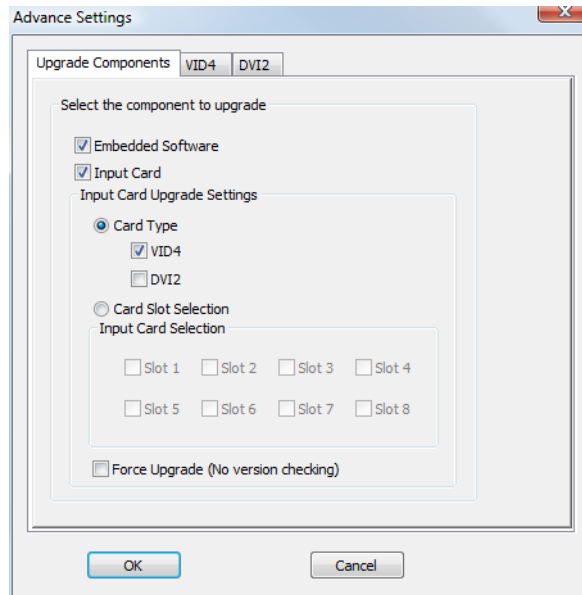 Advance Settings
Upgrade Components VID4 DVI2
Select the component to upgrade
Embedded Software
Input Card
Input Card Upgrade Settings
Card Type
VID4
DVI2
Card Slot Selection
Input Card Selection
Slot 1 Slot 2 Slot 3 Slot 4
Slot 5 Slot 6 Slot 7 Slot 8
Force Upgrade (No version checking)
OK Cancel